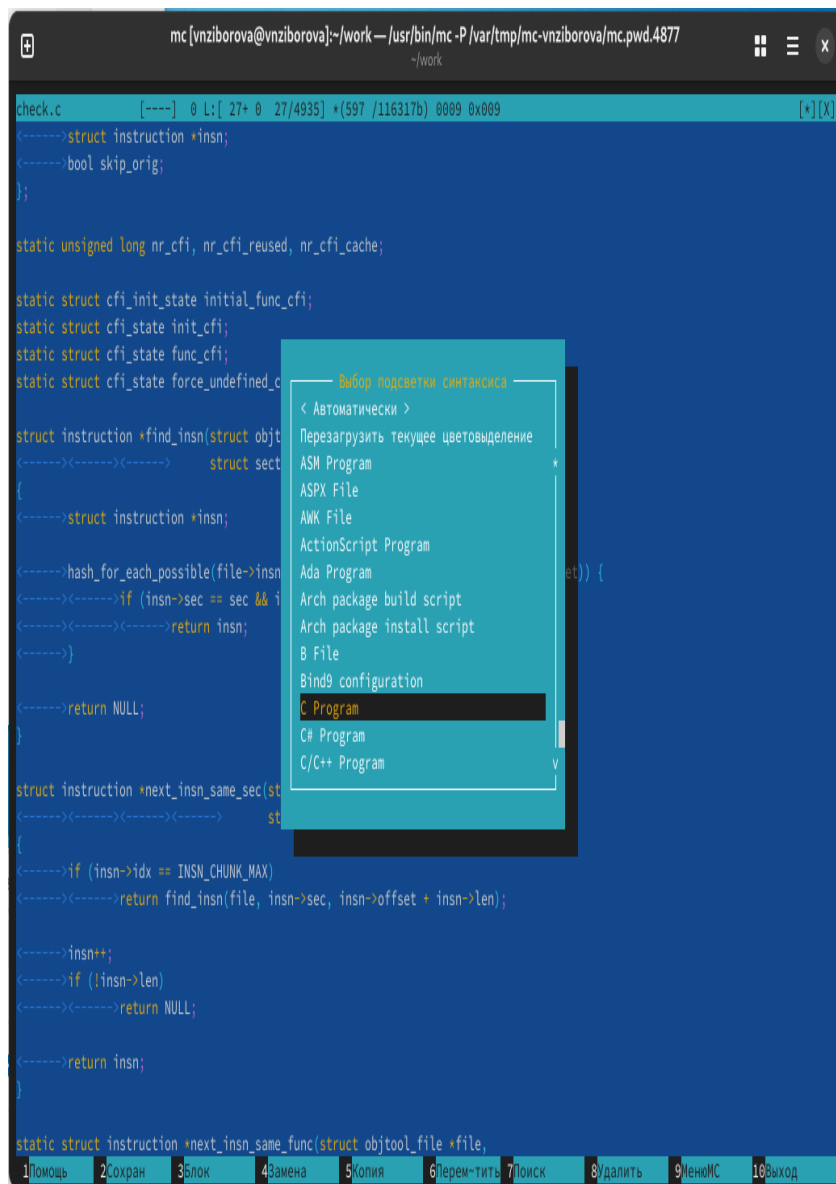 mc [vnziborova@vnziborova]:~/work — /usr/bin/mc -P /var/tmp/mc-vnziborova/mc.pwd.4877
~/work
check.c [----] 0 L:[ 27+ 0 27/4935] *(597 /116317b) 0009 0x009 [*][X]
<------>struct instruction *insn;
<------>bool skip_orig;
};
static unsigned long nr_cfi, nr_cfi_reused, nr_cfi_cache;
static struct cfi_init_state initial_func_cfi;
static struct cfi_state init_cfi;
static struct cfi_state func_cfi;
static struct cfi_state force_undefined_c
Выбор подсветки синтаксиса
< Автоматически >
struct instruction *find_insn(struct objt
Перезагрузить текущее цветовыделение
<------><------><------> struct sect
ASM Program *
{
ASPX File
<------>struct instruction *insn;
AWK File
ActionScript Program
<------>hash_for_each_possible(file->insn
Ada Program
et)) {
<------><------>if (insn->sec == sec && i
Arch package build script
<------><------><------>return insn;
Arch package install script
<------>}
B File
Bind9 configuration
<------>return NULL;
C Program
}
C# Program
C/C++ Program v
struct instruction *next_insn_same_sec(st
<------><------><------><------> st
{
<------>if (insn->idx == INSN_CHUNK_MAX)
<------><------>return find_insn(file, insn->sec, insn->offset + insn->len);
<------>insn++;
<------>if (!insn->len)
<------><------>return NULL;
<------>return insn;
}
static struct instruction *next_insn_same_func(struct objtool_file *file,
1Помощь 2Сохран 3Блок 4Замена 5Копия 6Перем~тить 7Поиск 8Удалить 9МенюMC 10Выход